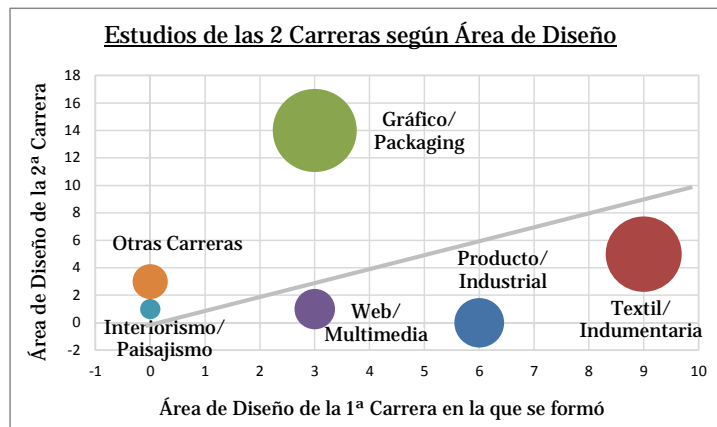 Estudios de las 2 Carreras según Área de Diseño
Área de Diseño de la 2ª Carrera
18
16
14
12
10
8
6
4
2
0
-2
Gráfico/
Packaging
Otras Carreras
Producto/
Industrial
Interiorismo/
Paisajismo
Web/
Multimedia
Textil/
Indumentaria
-1 0 1 2 3 4 5 6 7 8 9 10
Área de Diseño de la 1ª Carrera en la que se formó